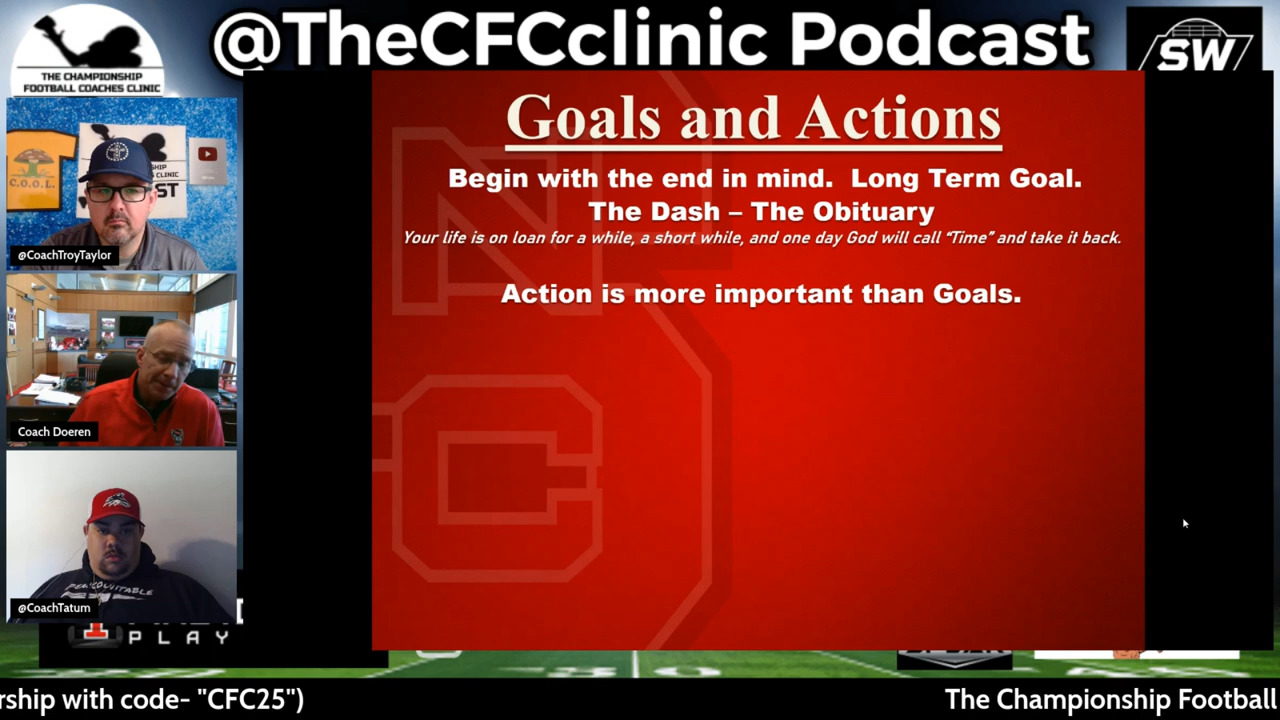 @TheCFCclinic Podcast
THE CHAMPIONSHIP
FOOTBALL COACHES CLINIC
SW
C.O.O.L.
@CoachTroyTaylor
Coach Doeren
@CoachTatum
PLAY
Goals and Actions
Begin with the end in mind. Long Term Goal.
The Dash – The Obituary
Your life is on loan for a while, a short while, and one day God will call “Time” and take it back.
Action is more important than Goals.
rship with code- "CFC25")
The Championship Football